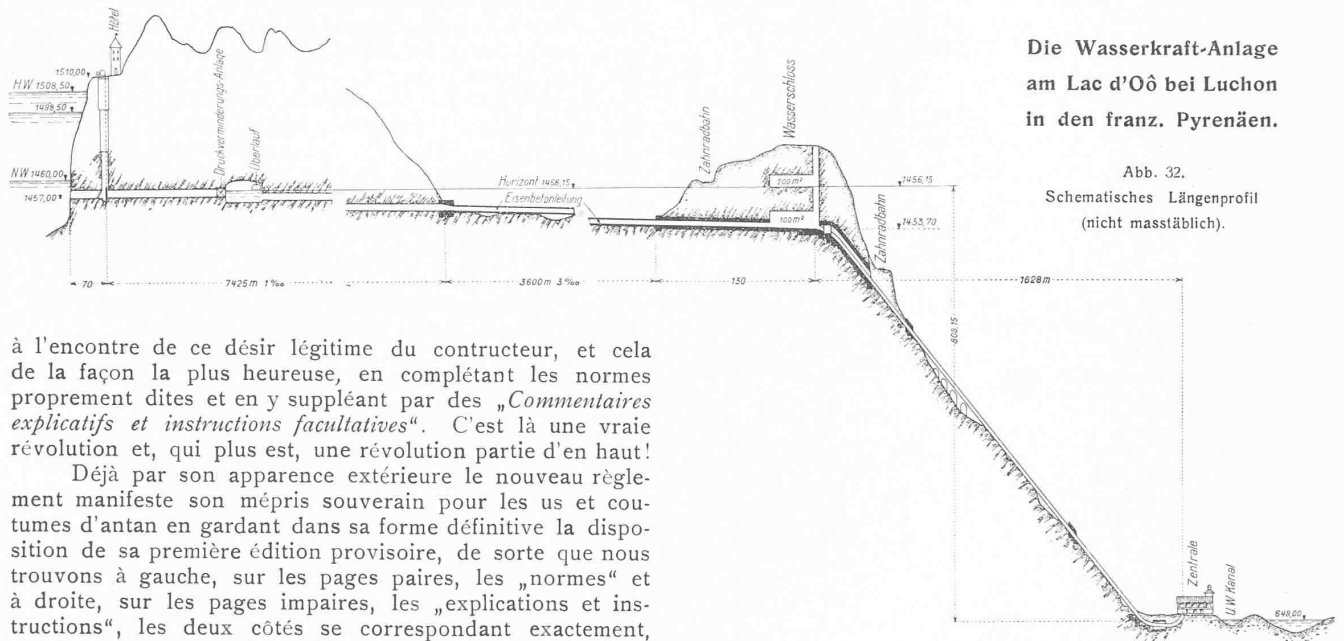 Die Wasserkraft-Anlage
am Lac d'Oô bei Luchon
in den franz. Pyrenäen.
Abb. 32.
Schematisches Längenprofil
(nicht masstäblich).
Hôtel
1510,00
H.W. 1508,50
1498,50
NW 1460,00
1457,00
Druckverminderungs-Anlage
Überlauf
Horizont 1456,15
Eisenbetonleitung
Zahnradbahn
Wasserschloss
200 m³
100 m³
1456,15
1453,70
Zahnradbahn
70
7425 m 1 ‰
3600 m 3 ‰
130
1628 m
808,15
Zentrale
U.W. Kanal
648,00
à l'encontre de ce désir légitime du contructeur, et cela
de la façon la plus heureuse, en complétant les normes
proprement dites et en y suppléant par des „Commentaires
explicatifs et instructions facultatives“. C'est là une vraie
révolution et, qui plus est, une révolution partie d'en haut!
Déjà par son apparence extérieure le nouveau règle-
ment manifeste son mépris souverain pour les us et cou-
tumes d'antan en gardant dans sa forme définitive la dispo-
sition de sa première édition provisoire, de sorte que nous
trouvons à gauche, sur les pages paires, les „normes“ et
à droite, sur les pages impaires, les „explications et ins-
tructions“, les deux côtés se correspondant exactement,